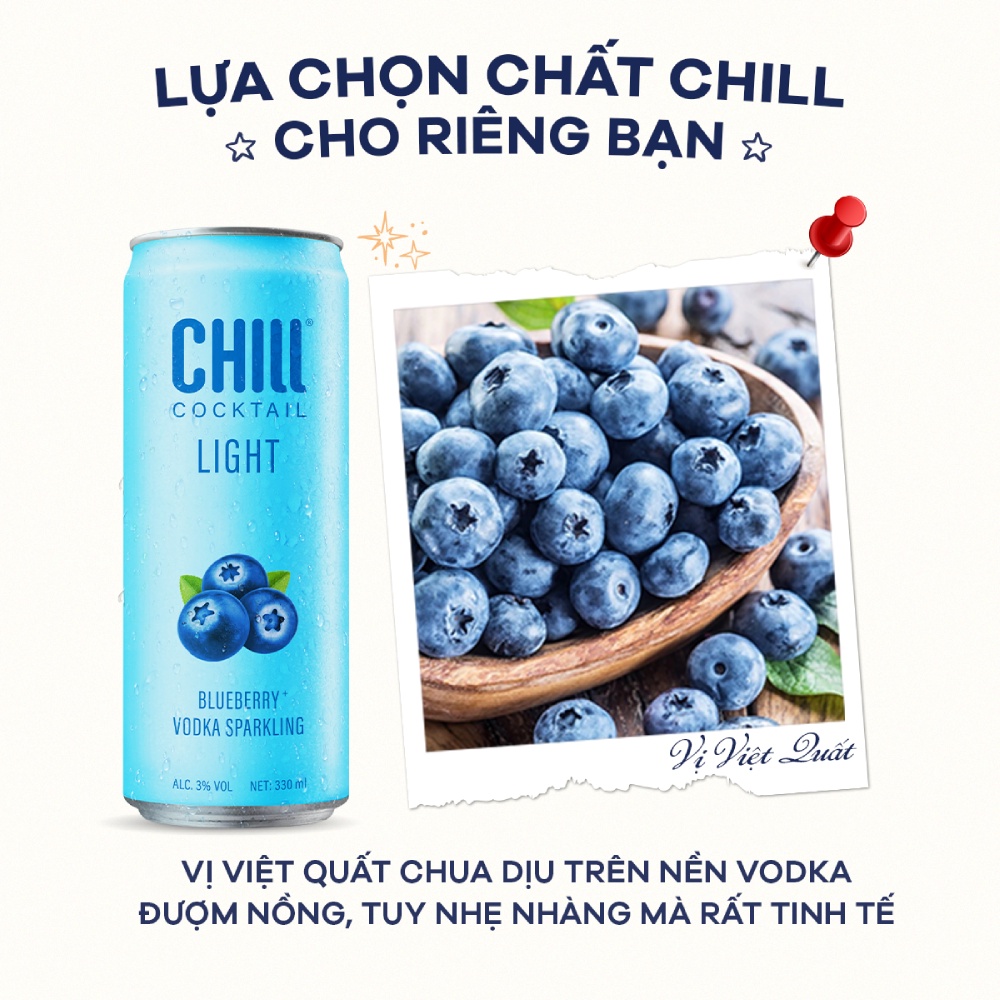 LỰA CHỌN CHẤT CHILL
CHO RIÊNG BẠN
CHILL®
COCKTAIL
LIGHT
BLUEBERRY+
VODKA SPARKLING
ALC. 3% VOL NET: 330 ml
Vị Việt Quất
VỊ VIỆT QUẤT CHUA DỊU TRÊN NỀN VODKA
ĐƯỢM NỒNG, TUY NHẸ NHÀNG MÀ RẤT TINH TẾ